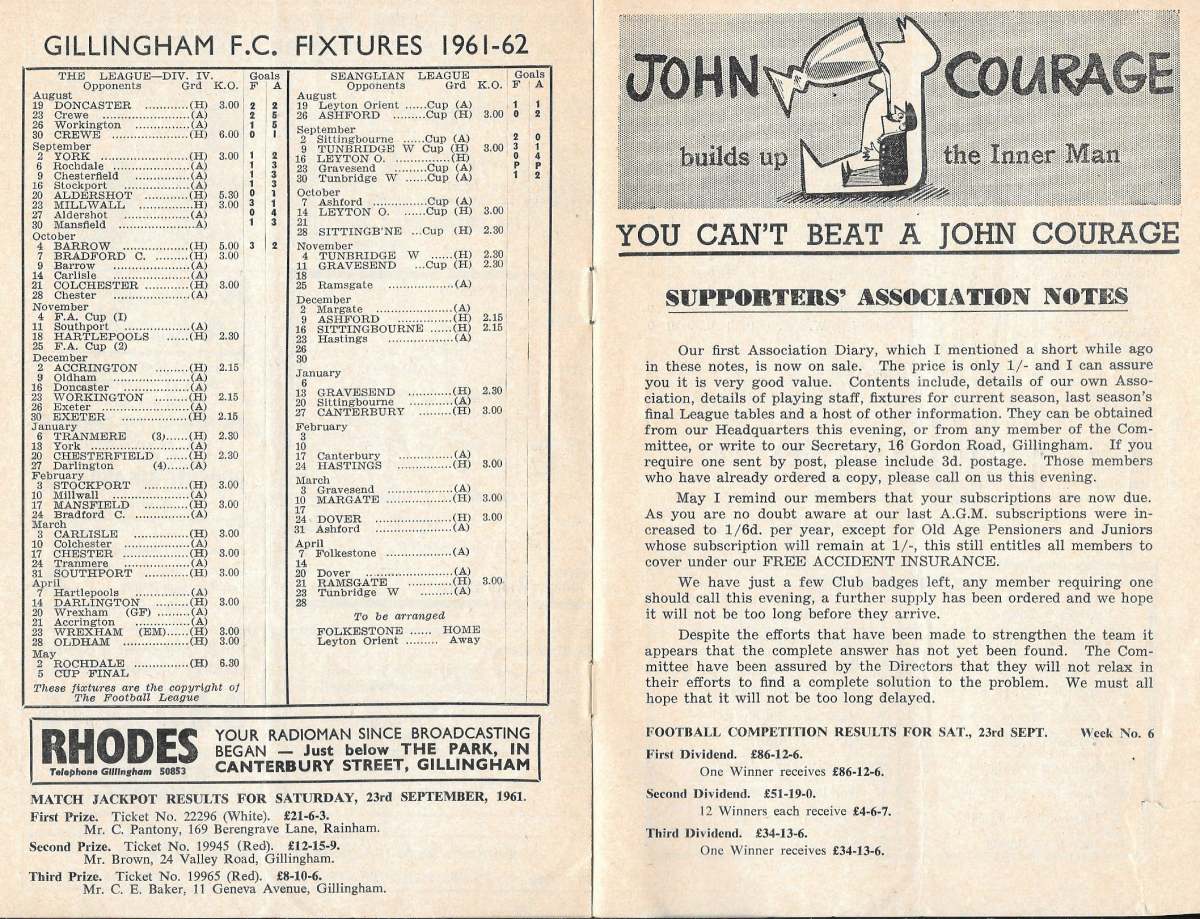 GILLINGHAM F.C. FIXTURES 1961-62
THE LEAGUE—DIV. IV. Goals
Opponents Grd K.O. F A
August
19 DONCASTER ...........(H) 3.00 2 2
23 Crewe ..................(A) 2 5
26 Workington ...............(A) 1 5
30 CREWE ..................(H) 6.00 0 1
September
2 YORK ....................(H) 3.00 1 2
6 Rochdale ................(A) 1 3
9 Chesterfield .............(A) 1 3
16 Stockport ................(A) 1 3
20 ALDERSHOT .............(H) 5.30 0 1
23 MILLWALL ..............(H) 3.00 3 1
27 Aldershot ................(A) 0 4
30 Mansfield ................A) 1 3
October
4 BARROW ................(H) 5.00 3 2
7 BRADFORD C. .........(H) 3.00
9 Barrow ..................(A)
14 Carlisle ..................(A)
21 COLCHESTER ...........(H) 3.00
28 Chester ..................(A)
November
4 F.A. Cup (1)
11 Southport ................(A)
18 HARTLEPOOLS ......(H) 2.30
25 F.A. Cup (2)
December
2 ACCRINGTON .........(H) 2.15
9 Oldham ..................(A)
16 Doncaster ................(A)
23 WORKINGTON .........(H) 2.15
26 Exeter ..................(A)
30 EXETER ................(H) 2.15
January
6 TRANMERE (3)......(H) 2.30
13 York ....................(A)
20 CHESTERFIELD ......(H) 2.30
27 Darlington (4)......(A)
February
3 STOCKPORT ...........(H) 3.00
10 Millwall ..................(A)
17 MANSFIELD ...........(H) 3.00
24 Bradford C. .............(A)
March
3 CARLISLE .............(H) 3.00
10 Colchester ................(A)
17 CHESTER ................(H) 3.00
24 Tranmere ................(A)
31 SOUTHPORT ...........(H) 3.00
April
7 Hartlepools .............(A)
14 DARLINGTON .........(H) 3.00
20 Wrexham (GF) .........(A)
21 Accrington .............(A)
23 WREXHAM (EM)......(H) 3.00
28 OLDHAM ................(H) 3.00
May
2 ROCHDALE .............(H) 6.30
5 CUP FINAL
These fixtures are the copyright of
The Football League
SEANGLIAN LEAGUE Goals
Opponents Grd K.O. F A
August
19 Leyton Orient ......Cup (A) 1 1
26 ASHFORD .........Cup (H) 3.00 0 2
September
2 Sittingbourne ......Cup (A) 2 0
9 TUNBRIDGE W Cup (H) 3.00 3 1
16 LEYTON O. .............(H) 0 4
23 Gravesend ..........Cup (A) P P
30 Tunbridge W ......Cup (A) 1 2
October
7 Ashford .............Cup (A)
14 LEYTON O. ......Cup (H) 3.00
21
28 SITTINGB'NE ...Cup (H) 2.30
November
4 TUNBRIDGE W ......(H) 2.30
11 GRAVESEND ...Cup (H) 2.30
18
25 Ramsgate ................(A)
December
2 Margate ..................(A)
9 ASHFORD ................(H) 2.15
16 SITTINGBOURNE ......(H) 2.15
23 Hastings ................(A)
26
30
January
6
13 GRAVESEND ...........(H) 2.30
20 Sittingbourne ...........(A)
27 CANTERBURY .........(H) 3.00
February
3
10
17 Canterbury .............(A)
24 HASTINGS .............(H) 3.00
March
3 Gravesend ................(A)
10 MARGATE ..............(H) 3.00
17
24 DOVER ..................(H) 3.00
31 Ashford ..................(A)
April
7 Folkestone ................(A)
14
20 Dover ....................(A)
21 RAMSGATE .............(H) 3.00
23 Tunbridge W ...........(A)
28
To be arranged
FOLKESTONE ...... HOME
Leyton Orient ........ Away
RHODES
Telephone Gillingham 50853
YOUR RADIOMAN SINCE BROADCASTING
BEGAN — Just below THE PARK, IN
CANTERBURY STREET, GILLINGHAM
MATCH JACKPOT RESULTS FOR SATURDAY, 23rd SEPTEMBER, 1961.
First Prize. Ticket No. 22296 (White). £21-6-3.
Mr. C. Pantony, 169 Berengrave Lane, Rainham.
Second Prize. Ticket No. 19945 (Red). £12-15-9.
Mr. Brown, 24 Valley Road, Gillingham.
Third Prize. Ticket No. 19965 (Red). £8-10-6.
Mr. C. E. Baker, 11 Geneva Avenue, Gillingham.
JOHN COURAGE
builds up the Inner Man
YOU CAN'T BEAT A JOHN COURAGE
SUPPORTERS' ASSOCIATION NOTES
Our first Association Diary, which I mentioned a short while ago
in these notes, is now on sale. The price is only 1/- and I can assure
you it is very good value. Contents include, details of our own Asso-
ciation, details of playing staff, fixtures for current season, last season's
final League tables and a host of other information. They can be obtained
from our Headquarters this evening, or from any member of the Com-
mittee, or write to our Secretary, 16 Gordon Road, Gillingham. If you
require one sent by post, please include 3d. postage. Those members
who have already ordered a copy, please call on us this evening.
May I remind our members that your subscriptions are now due.
As you are no doubt aware at our last A.G.M. subscriptions were in-
creased to 1/6d. per year, except for Old Age Pensioners and Juniors
whose subscription will remain at 1/-, this still entitles all members to
cover under our FREE ACCIDENT INSURANCE.
We have just a few Club badges left, any member requiring one
should call this evening, a further supply has been ordered and we hope
it will not be too long before they arrive.
Despite the efforts that have been made to strengthen the team it
appears that the complete answer has not yet been found. The Com-
mittee have been assured by the Directors that they will not relax in
their efforts to find a complete solution to the problem. We must all
hope that it will not be too long delayed.
FOOTBALL COMPETITION RESULTS FOR SAT., 23rd SEPT. Week No. 6
First Dividend. £86-12-6.
One Winner receives £86-12-6.
Second Dividend. £51-19-0.
12 Winners each receive £4-6-7.
Third Dividend. £34-13-6.
One Winner receives £34-13-6.